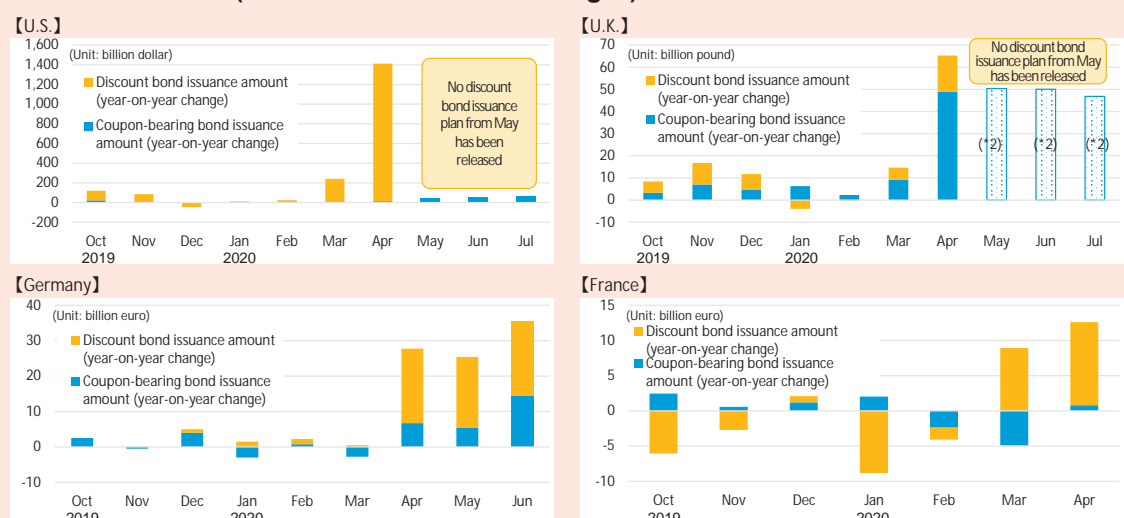 【U.S.】
1,600
1,400
1,200
1,000
800
600
400
200
0
-200
(Unit: billion dollar)
Discount bond issuance amount
(year-on-year change)
Coupon-bearing bond issuance
amount (year-on-year change)
No discount
bond issuance
plan from May
has been
released
Oct Nov Dec Jan Feb Mar Apr May Jun Jul
2019 2020
【U.K.】
70
60
50
40
30
20
10
0
-10
(Unit: billion pound)
Discount bond issuance amount
(year-on-year change)
Coupon-bearing bond issuance
amount (year-on-year change)
No discount bond
issuance plan from May
has been released
(*2) (*2) (*2)
Oct Nov Dec Jan Feb Mar Apr May Jun Jul
2019 2020
【Germany】
40
30
20
10
0
-10
(Unit: billion euro)
Discount bond issuance amount
(year-on-year change)
Coupon-bearing bond issuance
amount (year-on-year change)
Oct Nov Dec Jan Feb Mar Apr May Jun
2019 2020
【France】
15
10
5
0
-5
-10
(Unit: billion euro)
Discount bond issuance amount
(year-on-year change)
Coupon-bearing bond issuance
amount (year-on-year change)
Oct Nov Dec Jan Feb Mar Apr
2019 2020